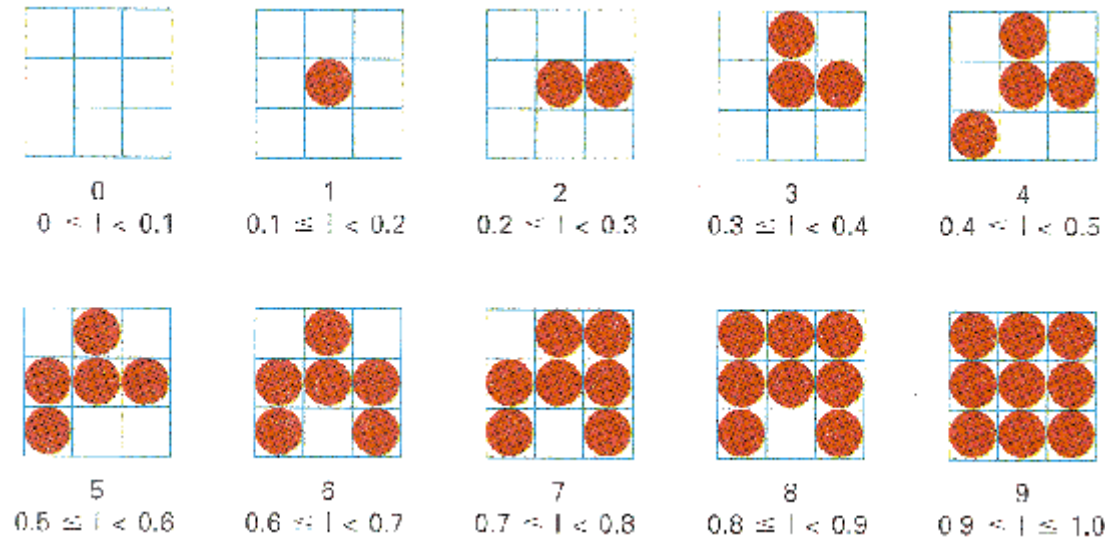 0 1 2 3 4
0 ≤ I < 0.1 0.1 ≤ I < 0.2 0.2 ≤ I < 0.3 0.3 ≤ I < 0.4 0.4 ≤ I < 0.5
5 6 7 8 9
0.5 ≤ I < 0.6 0.6 ≤ I < 0.7 0.7 ≤ I < 0.8 0.8 ≤ I < 0.9 0.9 ≤ I ≤ 1.0